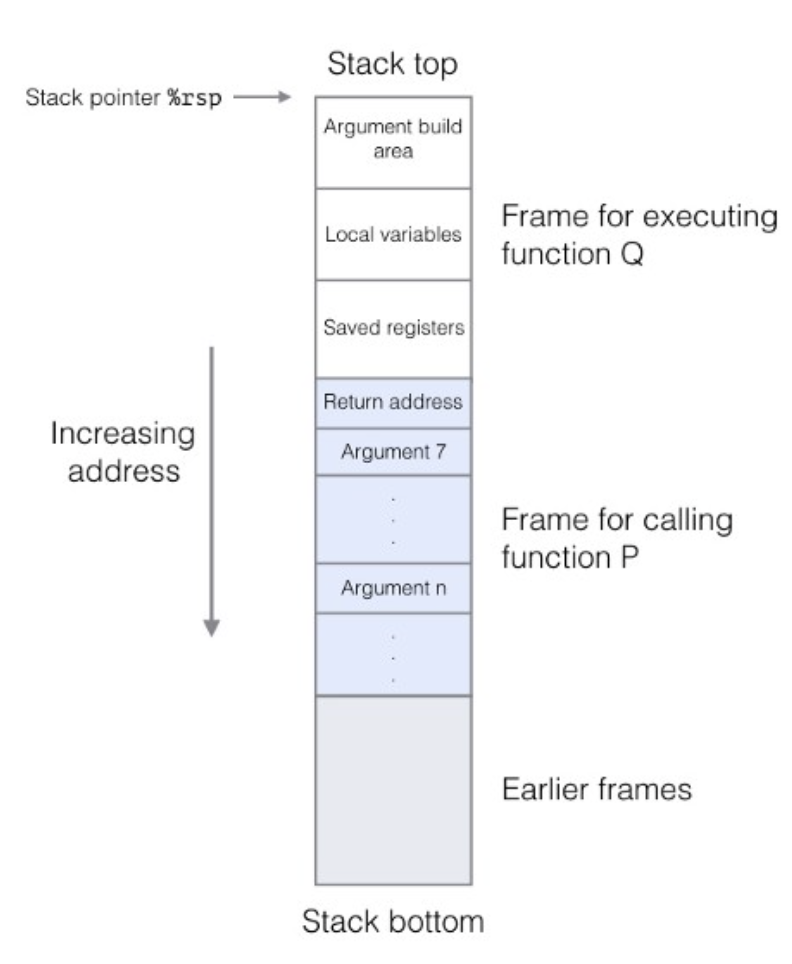 Stack top
Stack pointer %rsp
Argument build
area
Local variables
Frame for executing
function Q
Saved registers
Return address
Increasing
address
Argument 7
.
.
.
Frame for calling
function P
Argument n
.
.
.
Earlier frames
Stack bottom